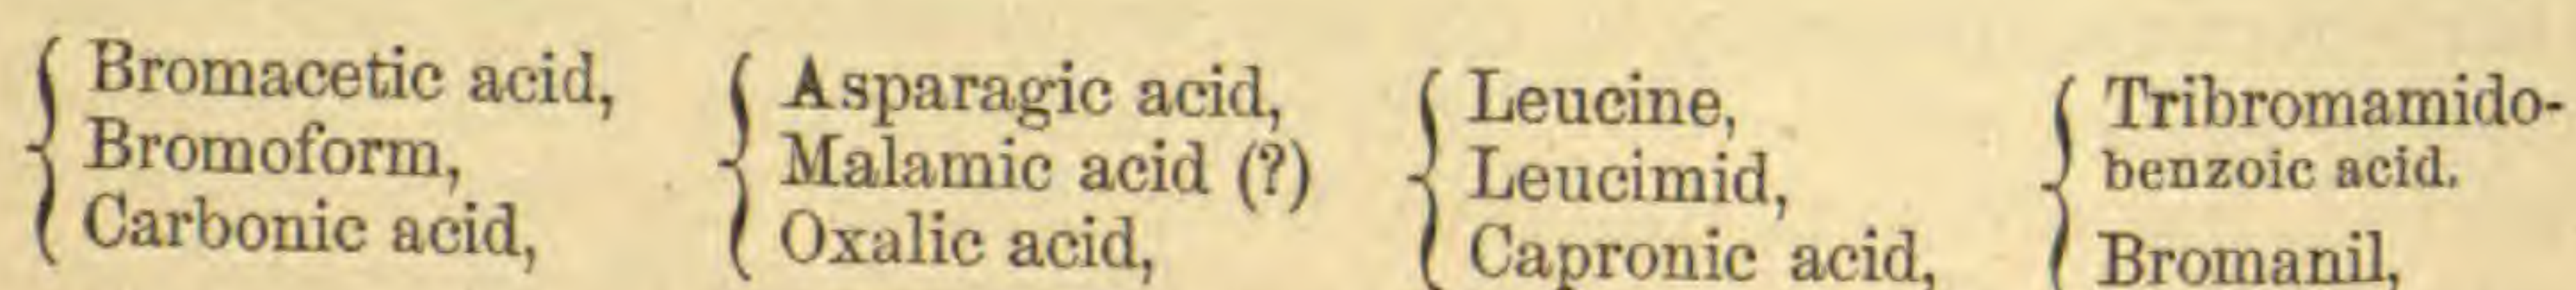 Bromacetic acid,
Bromoform,
Carbonic acid,
Asparagic acid,
Malamic acid (?)
Oxalic acid,
Leucine,
Leucimid,
Capronic acid,
Tribromamido-
benzoic acid.
Bromanil,